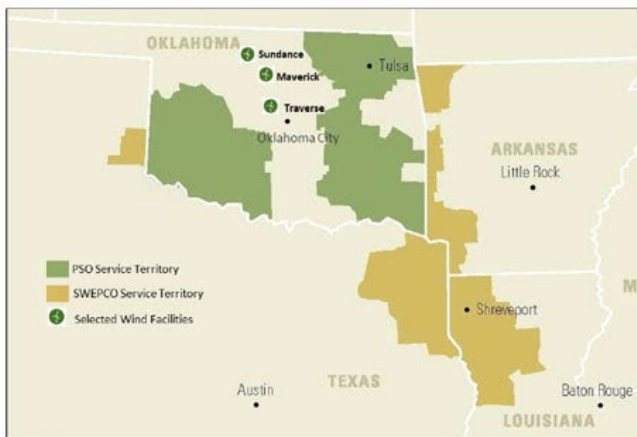 OKLAHOMA
Sundance
Maverick
Tulsa
Traverse
Oklahoma City
ARKANSAS
Little Rock
PSO Service Territory
SWEPCO Service Territory
Selected Wind Facilities
Shreveport
M
TEXAS
Austin
Baton Rouge
LOUISIANA